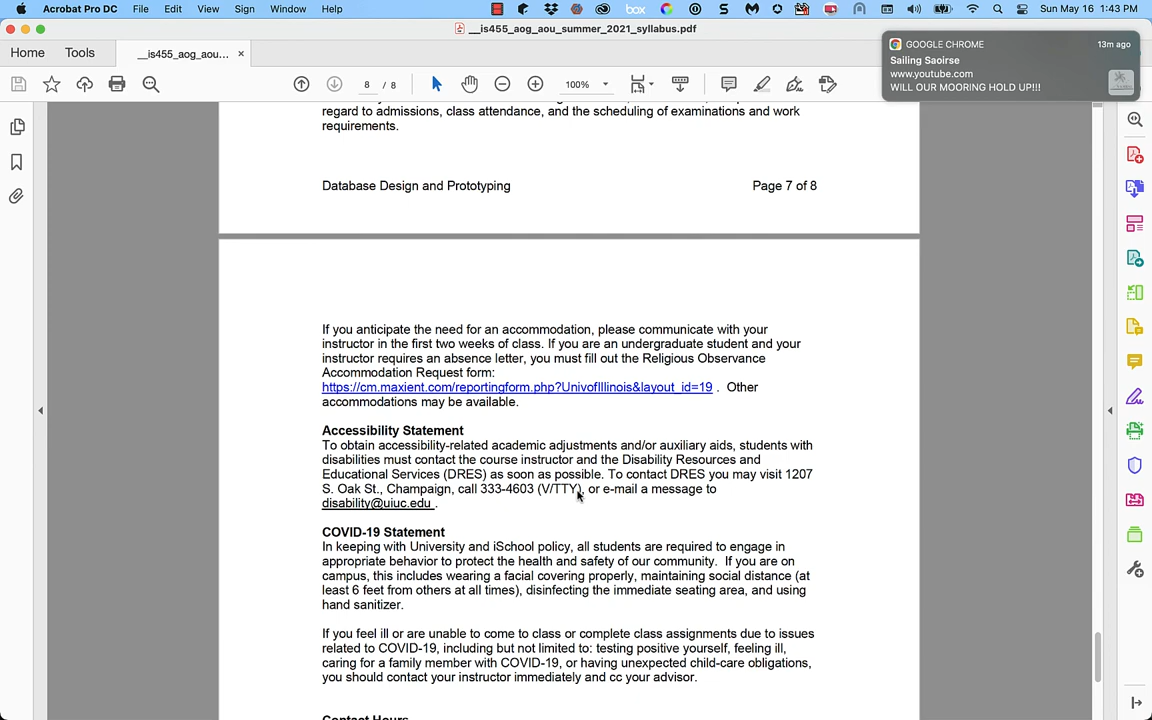 Acrobat Pro DC File Edit View Sign Window Help
box
Sun May 16 1:43 PM
__is455_aog_aou_summer_2021_syllabus.pdf
Home Tools __is455_aog_aou... ×
GOOGLE CHROME 13m ago
Sailing Saoirse
www.youtube.com
WILL OUR MOORING HOLD UP!!!
8 / 8 100%
regard to admissions, class attendance, and the scheduling of examinations and work
requirements.
Database Design and Prototyping Page 7 of 8
If you anticipate the need for an accommodation, please communicate with your
instructor in the first two weeks of class. If you are an undergraduate student and your
instructor requires an absence letter, you must fill out the Religious Observance
Accommodation Request form:
https://cm.maxient.com/reportingform.php?UnivofIllinois&layout_id=19 . Other
accommodations may be available.
Accessibility Statement
To obtain accessibility-related academic adjustments and/or auxiliary aids, students with
disabilities must contact the course instructor and the Disability Resources and
Educational Services (DRES) as soon as possible. To contact DRES you may visit 1207
S. Oak St., Champaign, call 333-4603 (V/TTY), or e-mail a message to
disability@uiuc.edu .
COVID-19 Statement
In keeping with University and iSchool policy, all students are required to engage in
appropriate behavior to protect the health and safety of our community. If you are on
campus, this includes wearing a facial covering properly, maintaining social distance (at
least 6 feet from others at all times), disinfecting the immediate seating area, and using
hand sanitizer.
If you feel ill or are unable to come to class or complete class assignments due to issues
related to COVID-19, including but not limited to: testing positive yourself, feeling ill,
caring for a family member with COVID-19, or having unexpected child-care obligations,
you should contact your instructor immediately and cc your advisor.
Contact Hours